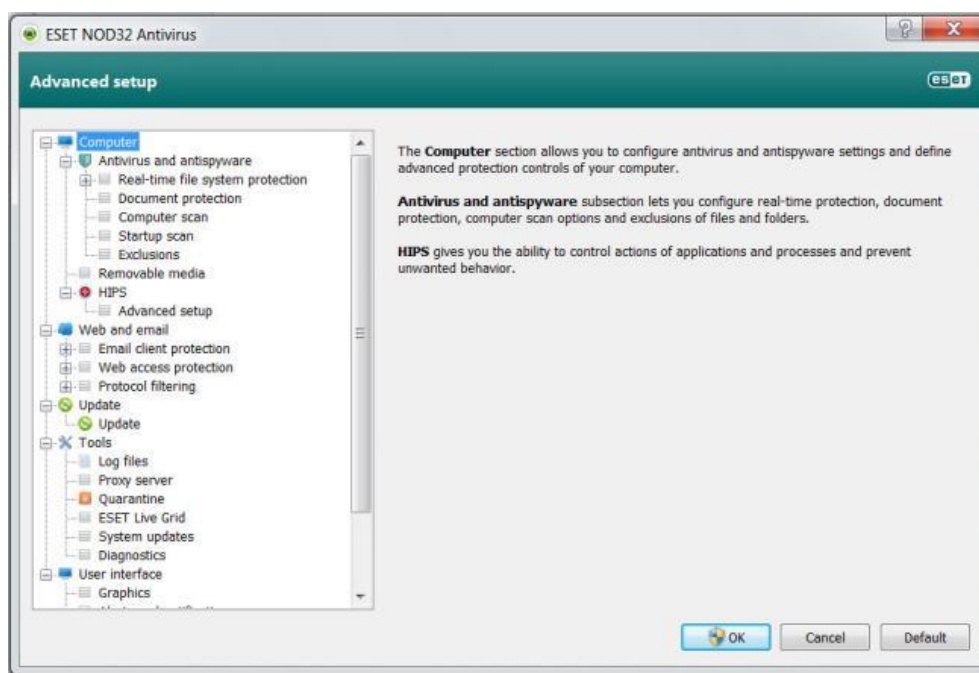 ESET NOD32 Antivirus
Advanced setup
eseT
Computer
Antivirus and antispyware
Real-time file system protection
Document protection
Computer scan
Startup scan
Exclusions
Removable media
HIPS
Advanced setup
Web and email
Email client protection
Web access protection
Protocol filtering
Update
Update
Tools
Log files
Proxy server
Quarantine
ESET Live Grid
System updates
Diagnostics
User interface
Graphics
The Computer section allows you to configure antivirus and antispyware settings and define
advanced protection controls of your computer.
Antivirus and antispyware subsection lets you configure real-time protection, document
protection, computer scan options and exclusions of files and folders.
HIPS gives you the ability to control actions of applications and processes and prevent
unwanted behavior.
OK
Cancel
Default